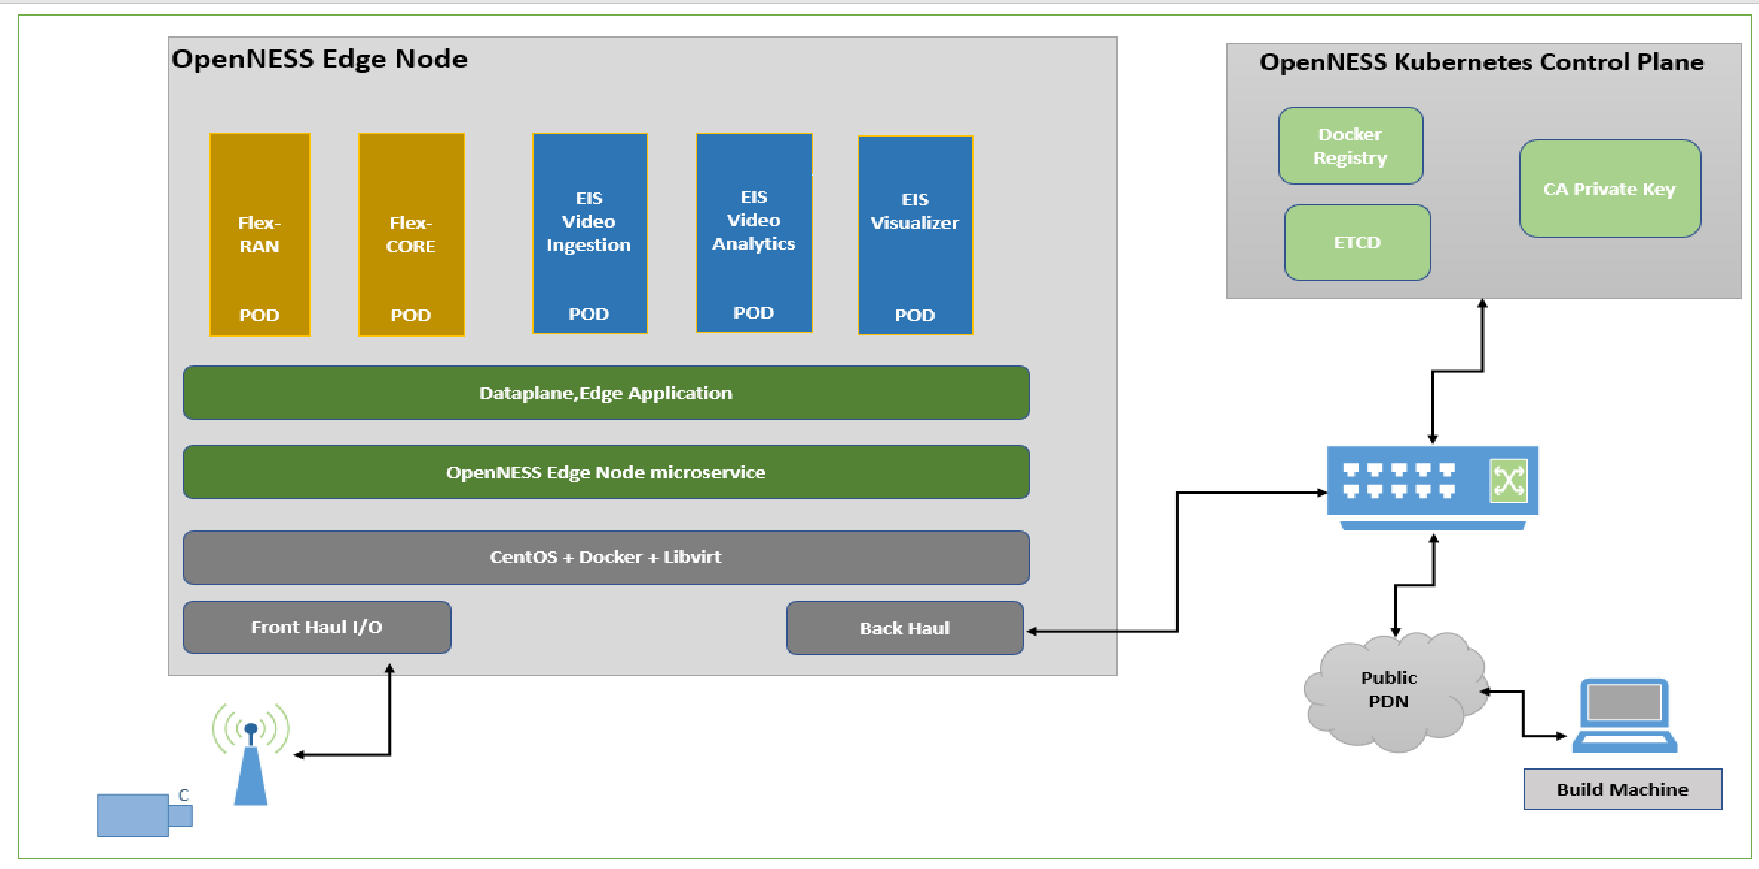 OpenNESS Edge Node
OpenNESS Kubernetes Control Plane
Flex-
RAN
POD
Flex-
CORE
POD
EIS
Video
Ingestion
POD
EIS
Video
Analytics
POD
EIS
Visualizer
POD
Docker
Registry
ETCD
CA Private Key
Dataplane,Edge Application
OpenNESS Edge Node microservice
CentOS + Docker + Libvirt
Front Haul I/O
Back Haul
Public
PDN
Build Machine
C